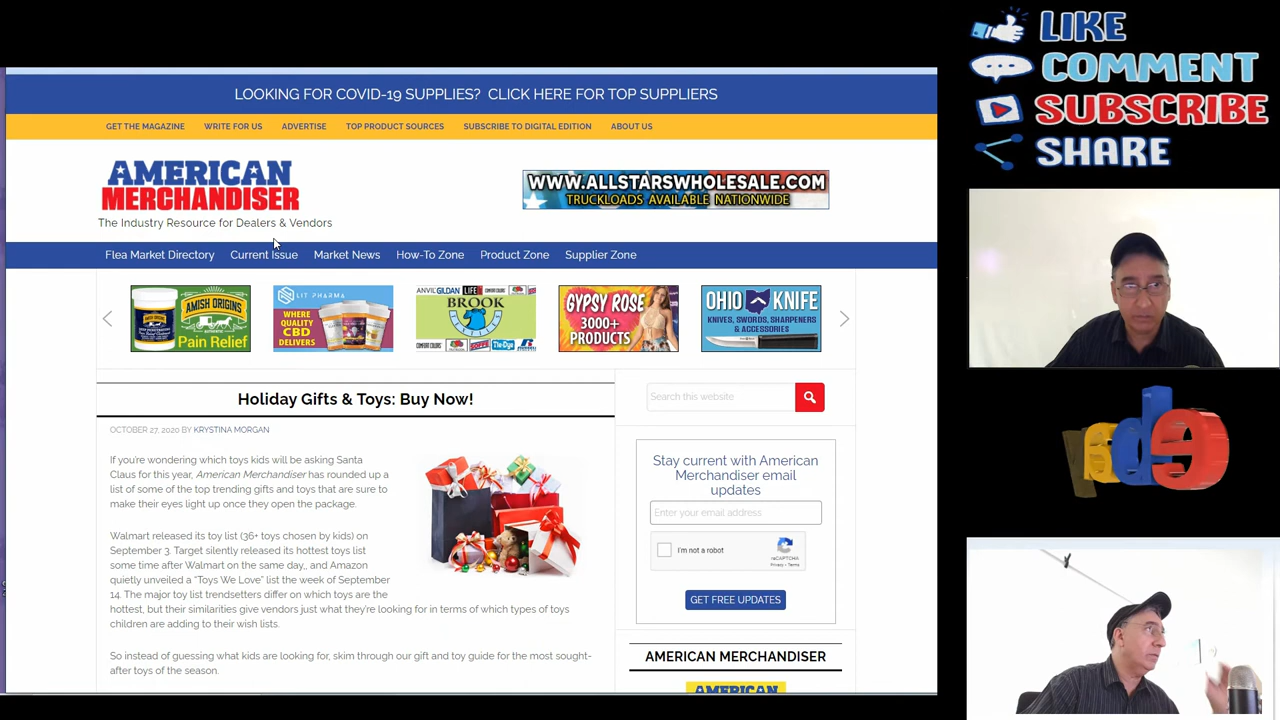 LOOKING FOR COVID-19 SUPPLIES? CLICK HERE FOR TOP SUPPLIERS
GET THE MAGAZINE WRITE FOR US ADVERTISE TOP PRODUCT SOURCES SUBSCRIBE TO DIGITAL EDITION ABOUT US
AMERICAN
MERCHANDISER
The Industry Resource for Dealers & Vendors
WWW.ALLSTARSWHOLESALE.COM
TRUCKLOADS AVAILABLE NATIONWIDE
Flea Market Directory Current Issue Market News How-To Zone Product Zone Supplier Zone
AMISH ORIGINS
Pain Relief
LIT PHARMA
WHERE
QUALITY
CBD
DELIVERS
ANVIL GILDAN
BROOK
GYPSY ROSE
3000+
PRODUCTS
OHIO KNIFE
KNIVES, SWORDS, SHARPENERS
& ACCESSORIES
Holiday Gifts & Toys: Buy Now!
OCTOBER 27, 2020 BY KRYSTINA MORGAN
If you're wondering which toys kids will be asking Santa
Claus for this year, American Merchandiser has rounded up a
list of some of the top trending gifts and toys that are sure to
make their eyes light up once they open the package.
Walmart released its toy list (36+ toys chosen by kids) on
September 3. Target silently released its hottest toys list
some time after Walmart on the same day,, and Amazon
quietly unveiled a "Toys We Love" list the week of September
14. The major toy list trendsetters differ on which toys are the
hottest, but their similarities give vendors just what they're looking for in terms of which types of toys
children are adding to their wish lists.
So instead of guessing what kids are looking for, skim through our gift and toy guide for the most sought-
after toys of the season.
Search this website
Stay current with American
Merchandiser email
updates
Enter your email address
I'm not a robot
reCAPTCHA
Privacy - Terms
GET FREE UPDATES
AMERICAN MERCHANDISER
AMERICAN
LIKE
COMMENT
SUBSCRIBE
SHARE